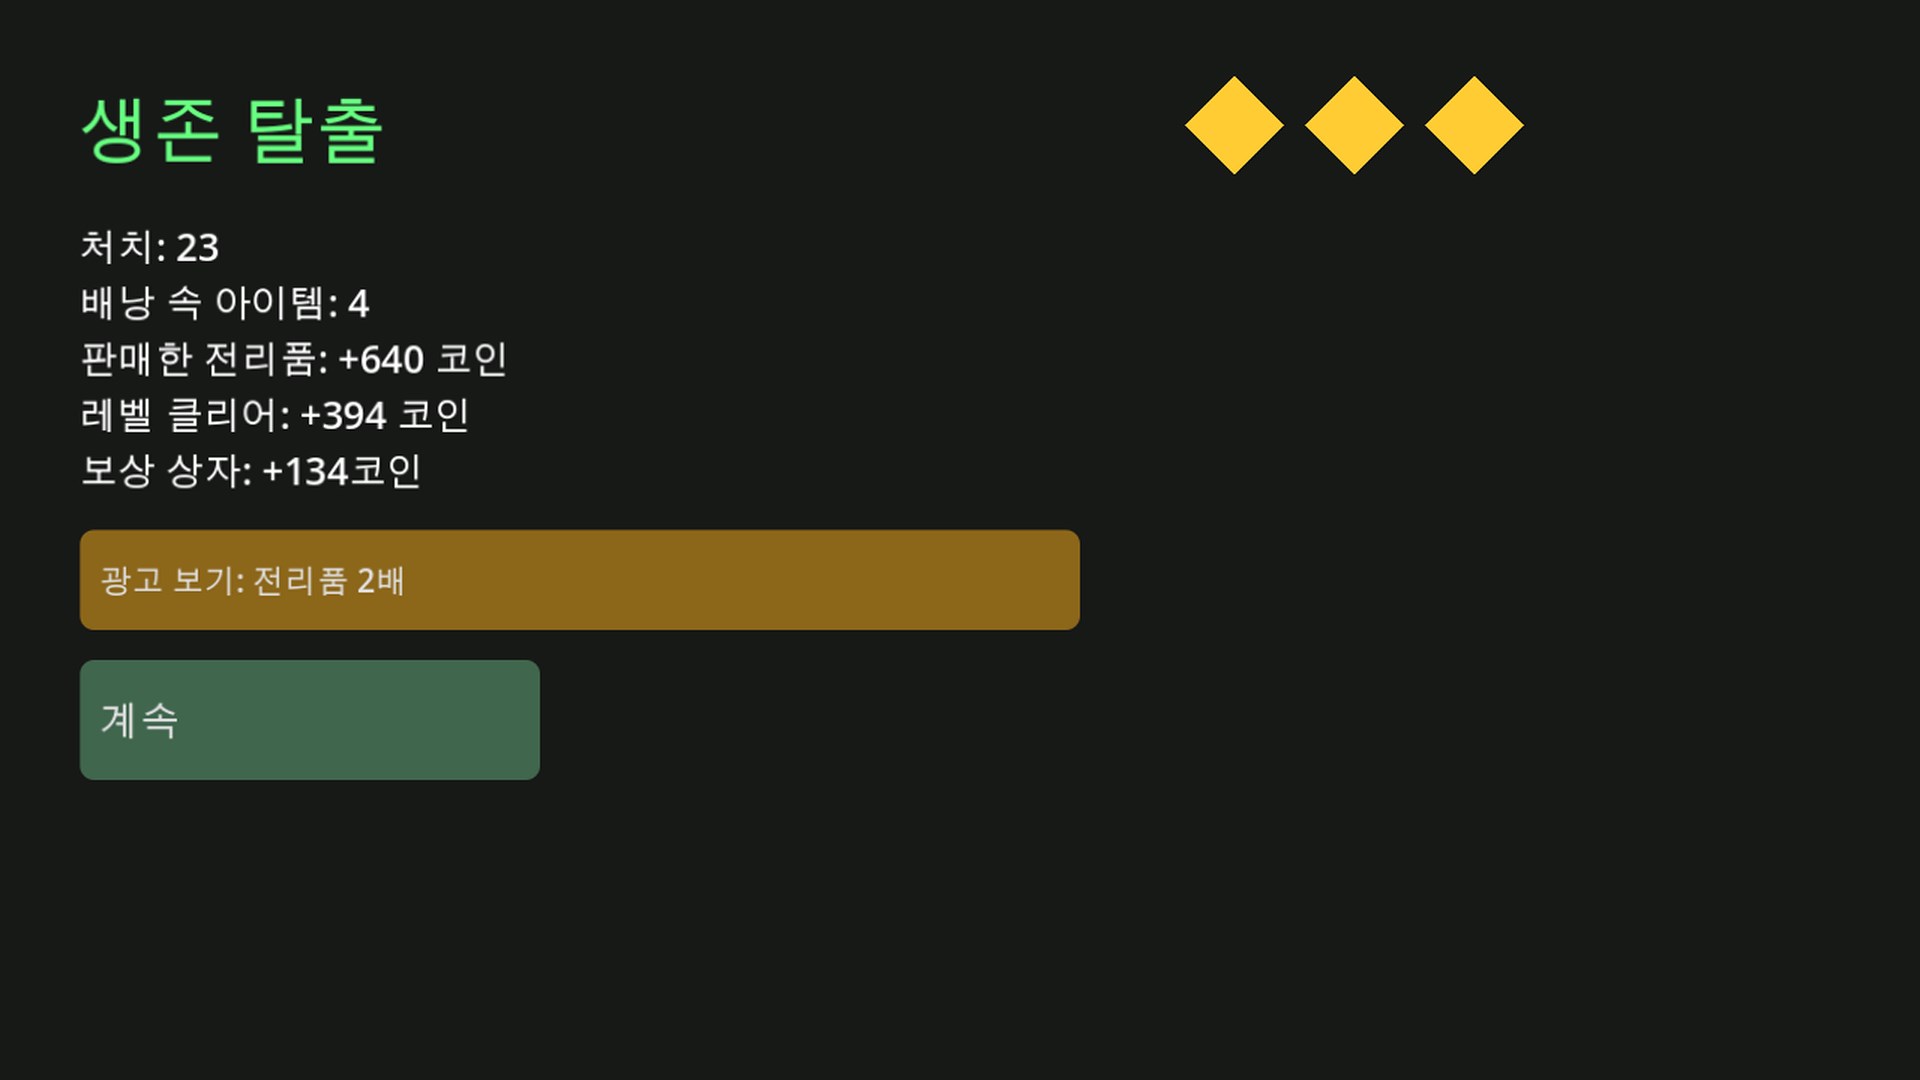 생존 탈출
처치: 23
배낭 속 아이템: 4
판매한 전리품: +640 코인
레벨 클리어: +394 코인
보상 상자: +134코인
광고 보기: 전리품 2배
계속